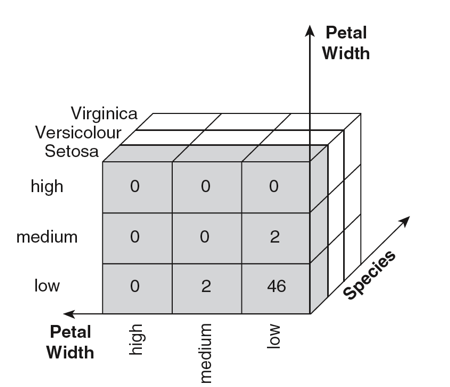 Petal
Width
Virginica
Versicolour
Setosa
high 0 0 0
medium 0 0 2
low 0 2 46
Species
Petal
Width
high
medium
low